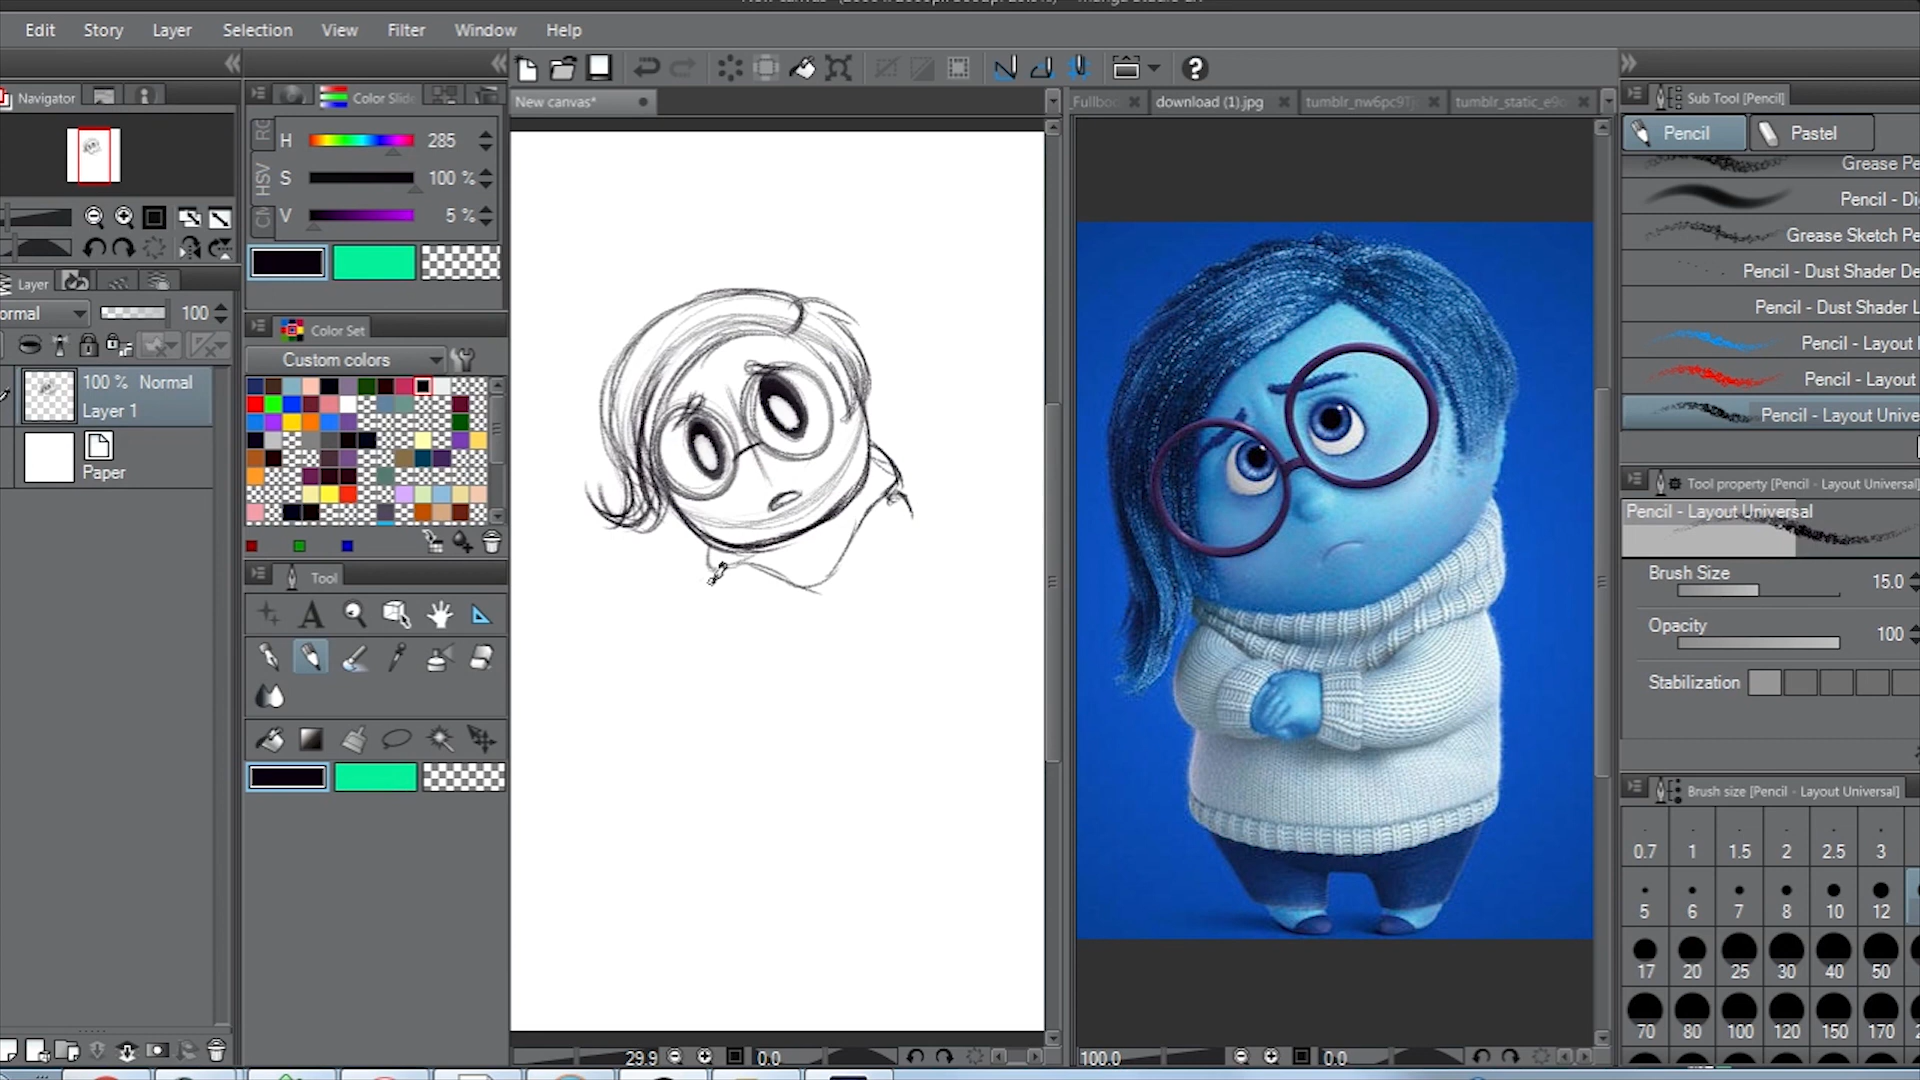 Edit Story Layer Selection View Filter Window Help
Navigator
Color Slide
New canvas*
Fullbo
download (1).jpg
tumblr_nw6pc9T
tumblr_static_e9
Sub Tool [Pencil]
Pencil
Pastel
H 285
S 100 %
V 5 %
HSV
Grease Pe
Pencil - Di
Grease Sketch Pe
Pencil - Dust Shader De
Pencil - Dust Shader L
Pencil - Layout
Pencil - Layout
Pencil - Layout Unive
Layer
ormal 100
100 % Normal
Layer 1
Paper
Color Set
Custom colors
Tool
A
Tool property [Pencil - Layout Universal]
Pencil - Layout Universal
Brush Size 15.0
Opacity 100
Stabilization
Brush size [Pencil - Layout Universal]
0.7 1 1.5 2 2.5 3
5 6 7 8 10 12
17 20 25 30 40 50
70 80 100 120 150 170
29.9 0.0
100.0 0.0